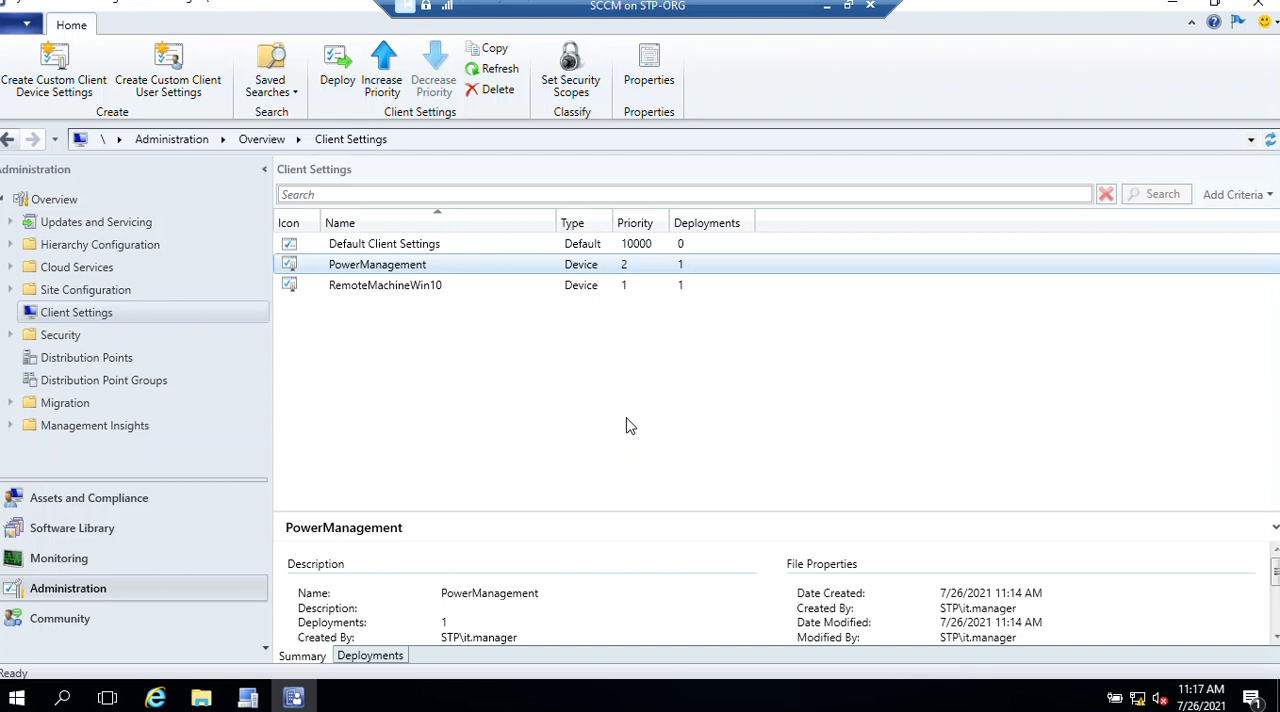 SCCM on STP-ORG
Home
Create Custom Client Device Settings
Create Custom Client User Settings
Create
Saved Searches
Search
Deploy
Increase Priority
Decrease Priority
Copy
Refresh
Delete
Client Settings
Set Security Scopes
Classify
Properties
Properties
\ Administration Overview Client Settings
Administration
Overview
Updates and Servicing
Hierarchy Configuration
Cloud Services
Site Configuration
Client Settings
Security
Distribution Points
Distribution Point Groups
Migration
Management Insights
Assets and Compliance
Software Library
Monitoring
Administration
Community
Client Settings
Search Search Add Criteria
Icon Name Type Priority Deployments
Default Client Settings Default 10000 0
PowerManagement Device 2 1
RemoteMachineWin10 Device 1 1
PowerManagement
Description
Name: PowerManagement
Description:
Deployments: 1
Created By: STP\it.manager
File Properties
Date Created: 7/26/2021 11:14 AM
Created By: STP\it.manager
Date Modified: 7/26/2021 11:14 AM
Modified By: STP\it.manager
Summary Deployments
Ready
11:17 AM
7/26/2021
1